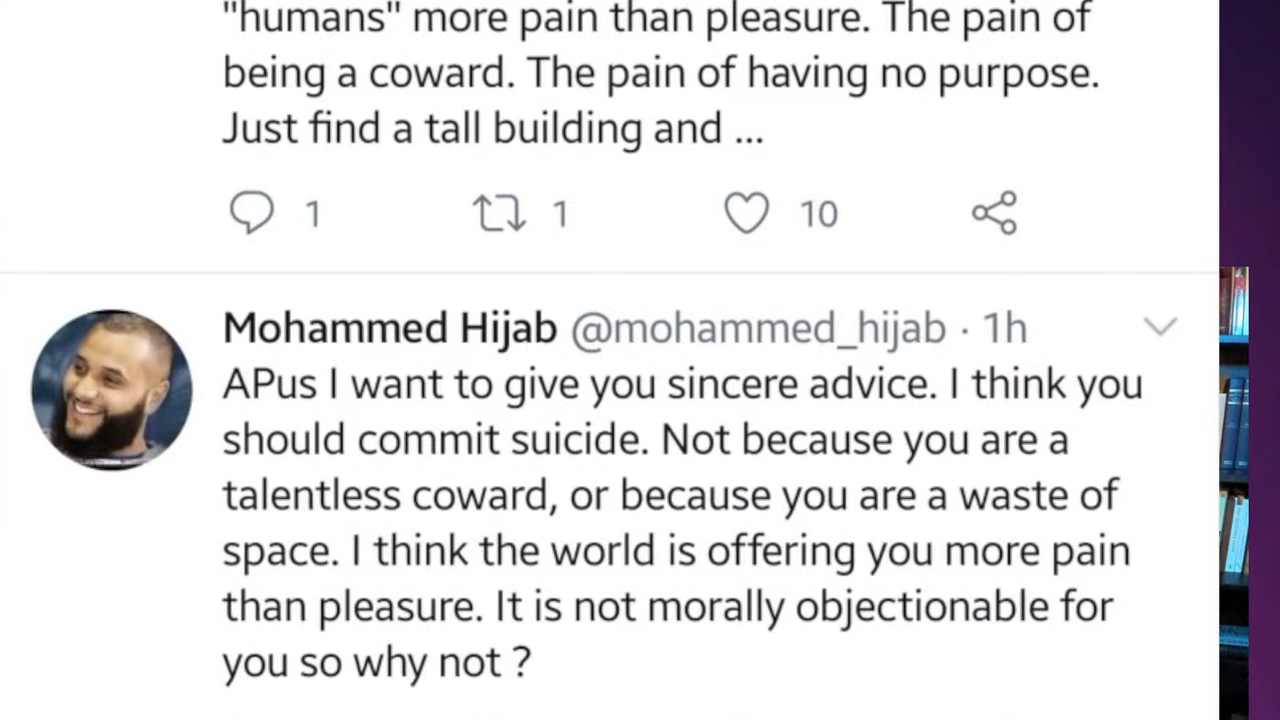 "humans" more pain than pleasure. The pain of
being a coward. The pain of having no purpose.
Just find a tall building and ...
1 1 10
Mohammed Hijab @mohammed_hijab · 1h
APus I want to give you sincere advice. I think you
should commit suicide. Not because you are a
talentless coward, or because you are a waste of
space. I think the world is offering you more pain
than pleasure. It is not morally objectionable for
you so why not ?